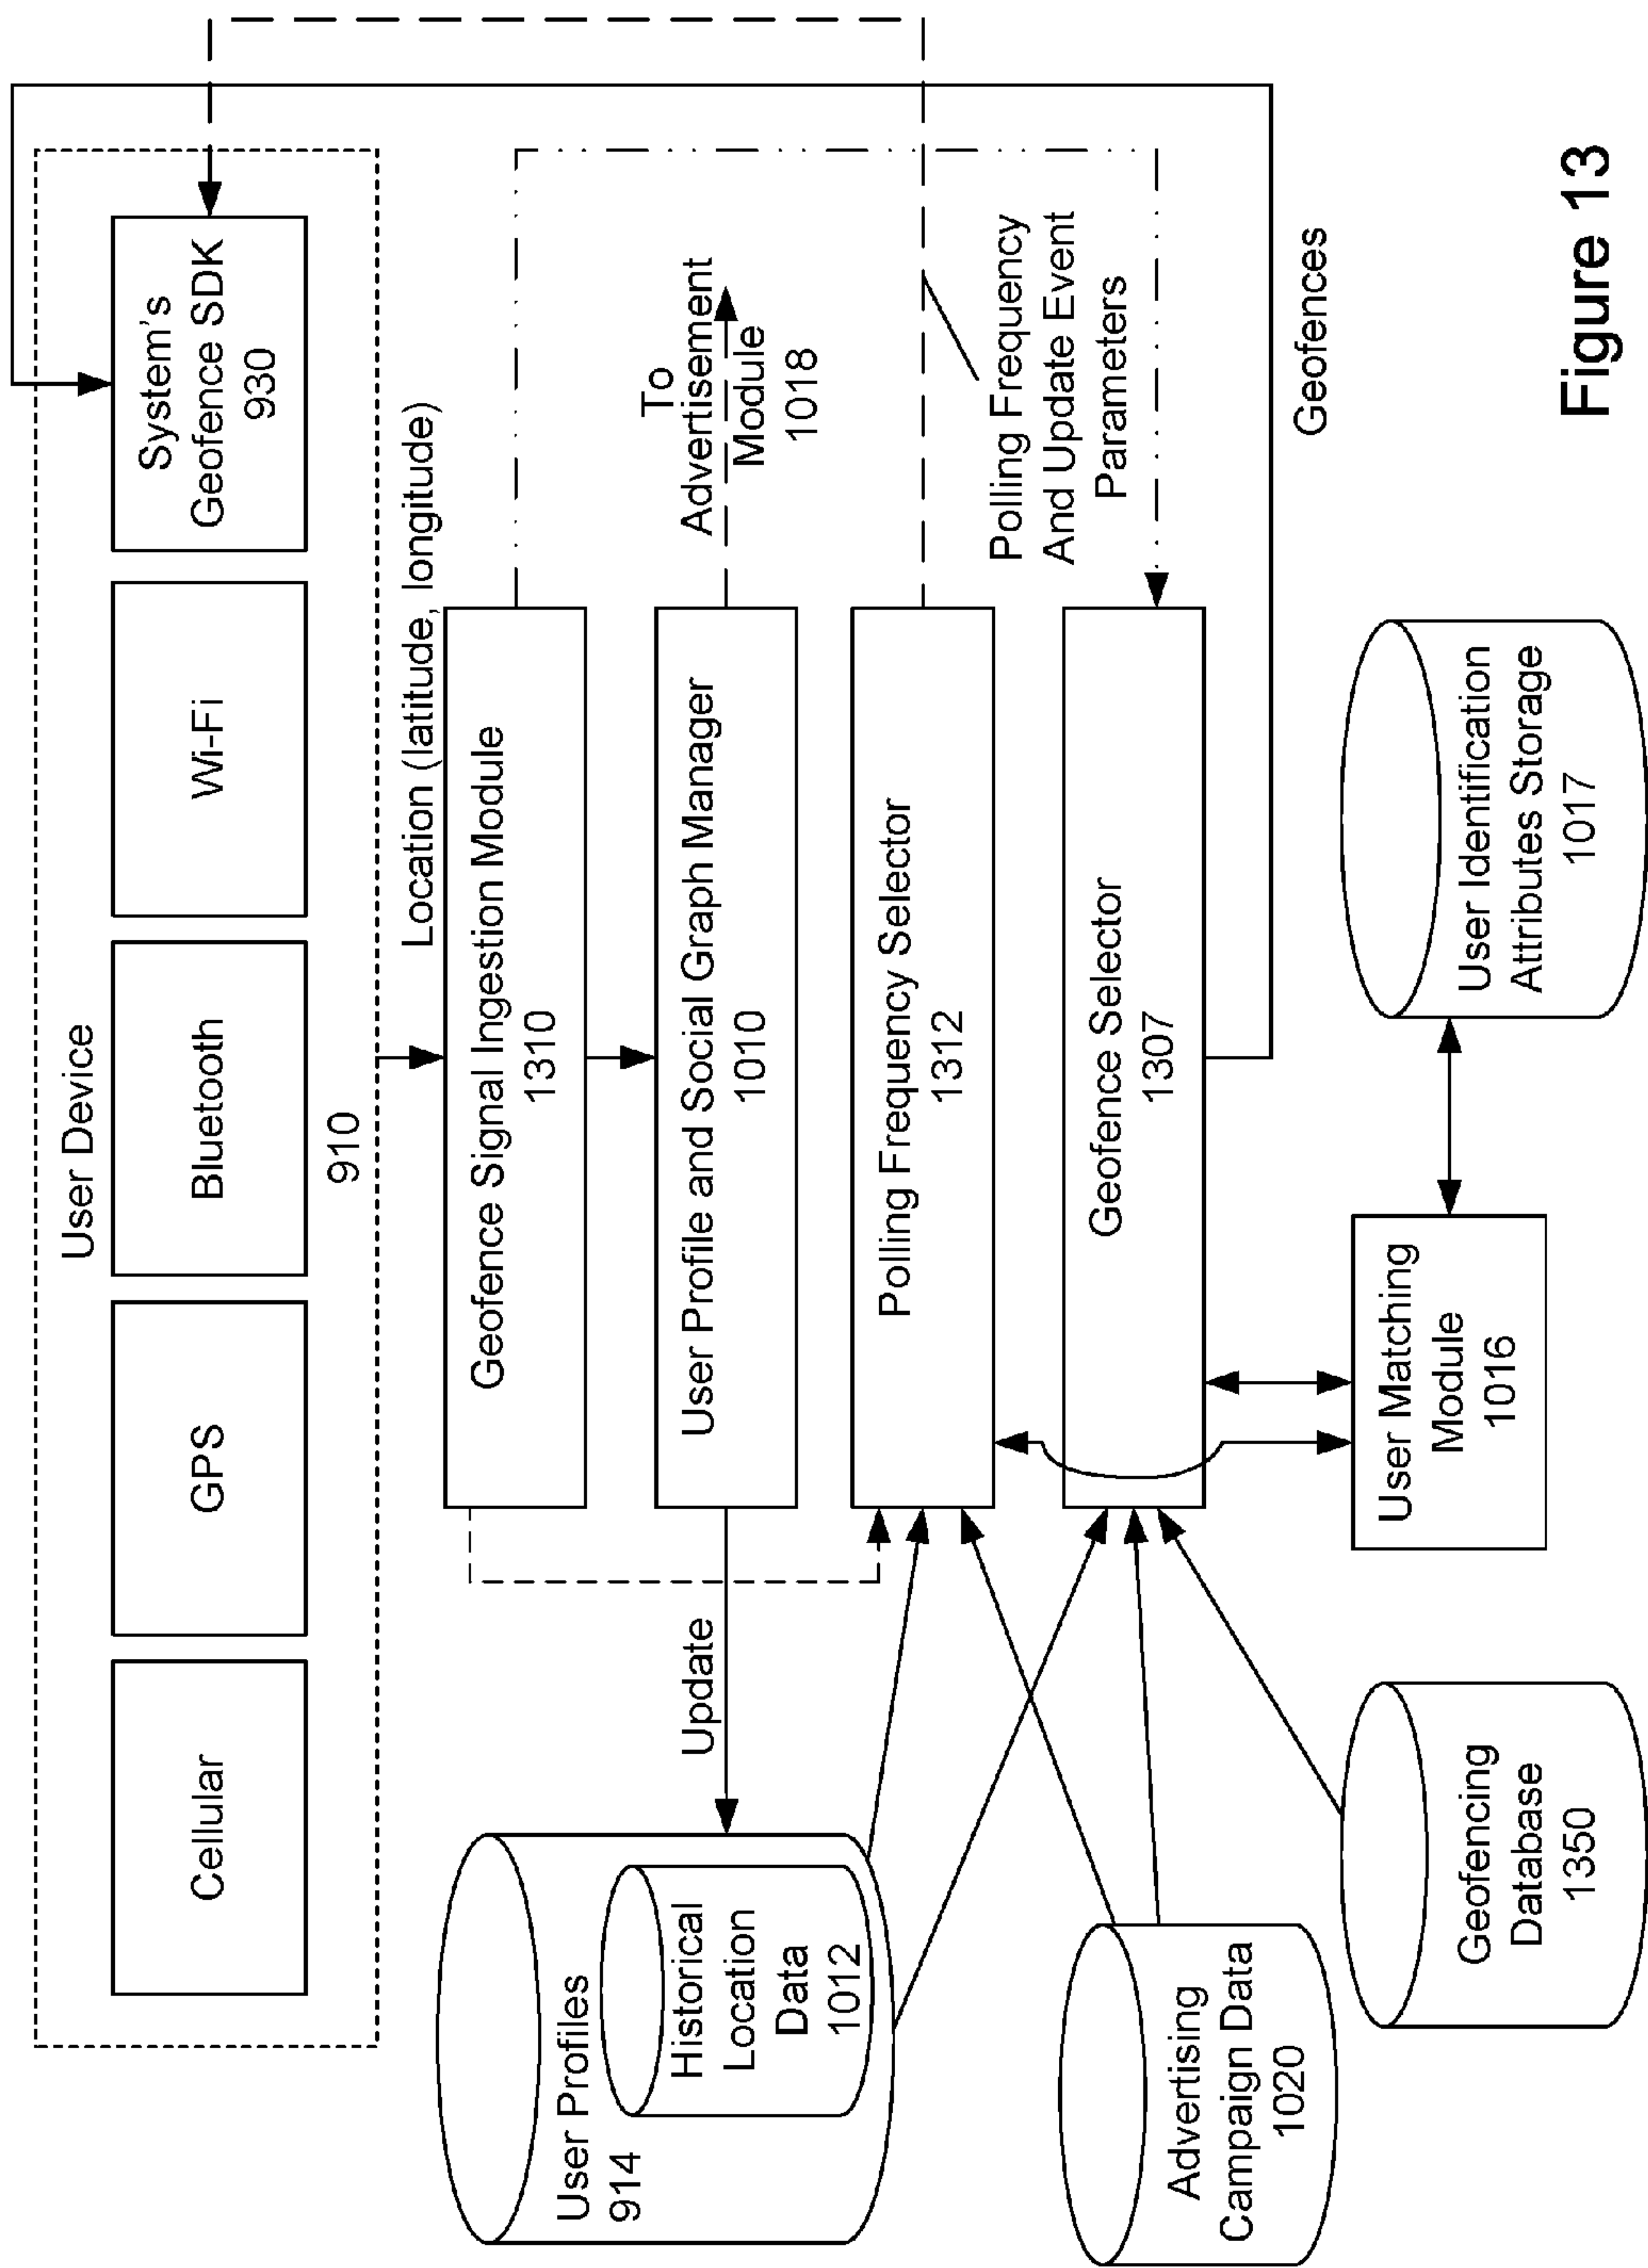 User Device
Cellular
GPS
Bluetooth
Wi-Fi
System's
Geofence SDK
930
910
Location (latitude, longitude)
User Profiles
914
Historical
Location
Data
1012
Update
Geofence Signal Ingestion Module
1310
User Profile and Social Graph Manager
1010
To
Advertisement
Module
1018
Polling Frequency Selector
1312
Polling Frequency
And Update Event
Parameters
Geofence Selector
1307
Geofences
Advertising
Campaign Data
1020
Geofencing
Database
1350
User Matching
Module
1016
User Identification
Attributes Storage
1017
Figure 13